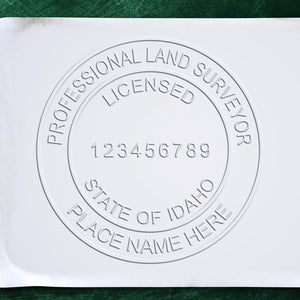 PROFESSIONAL LAND SURVEYOR
LICENSED
123456789
STATE OF IDAHO
PLACE NAME HERE